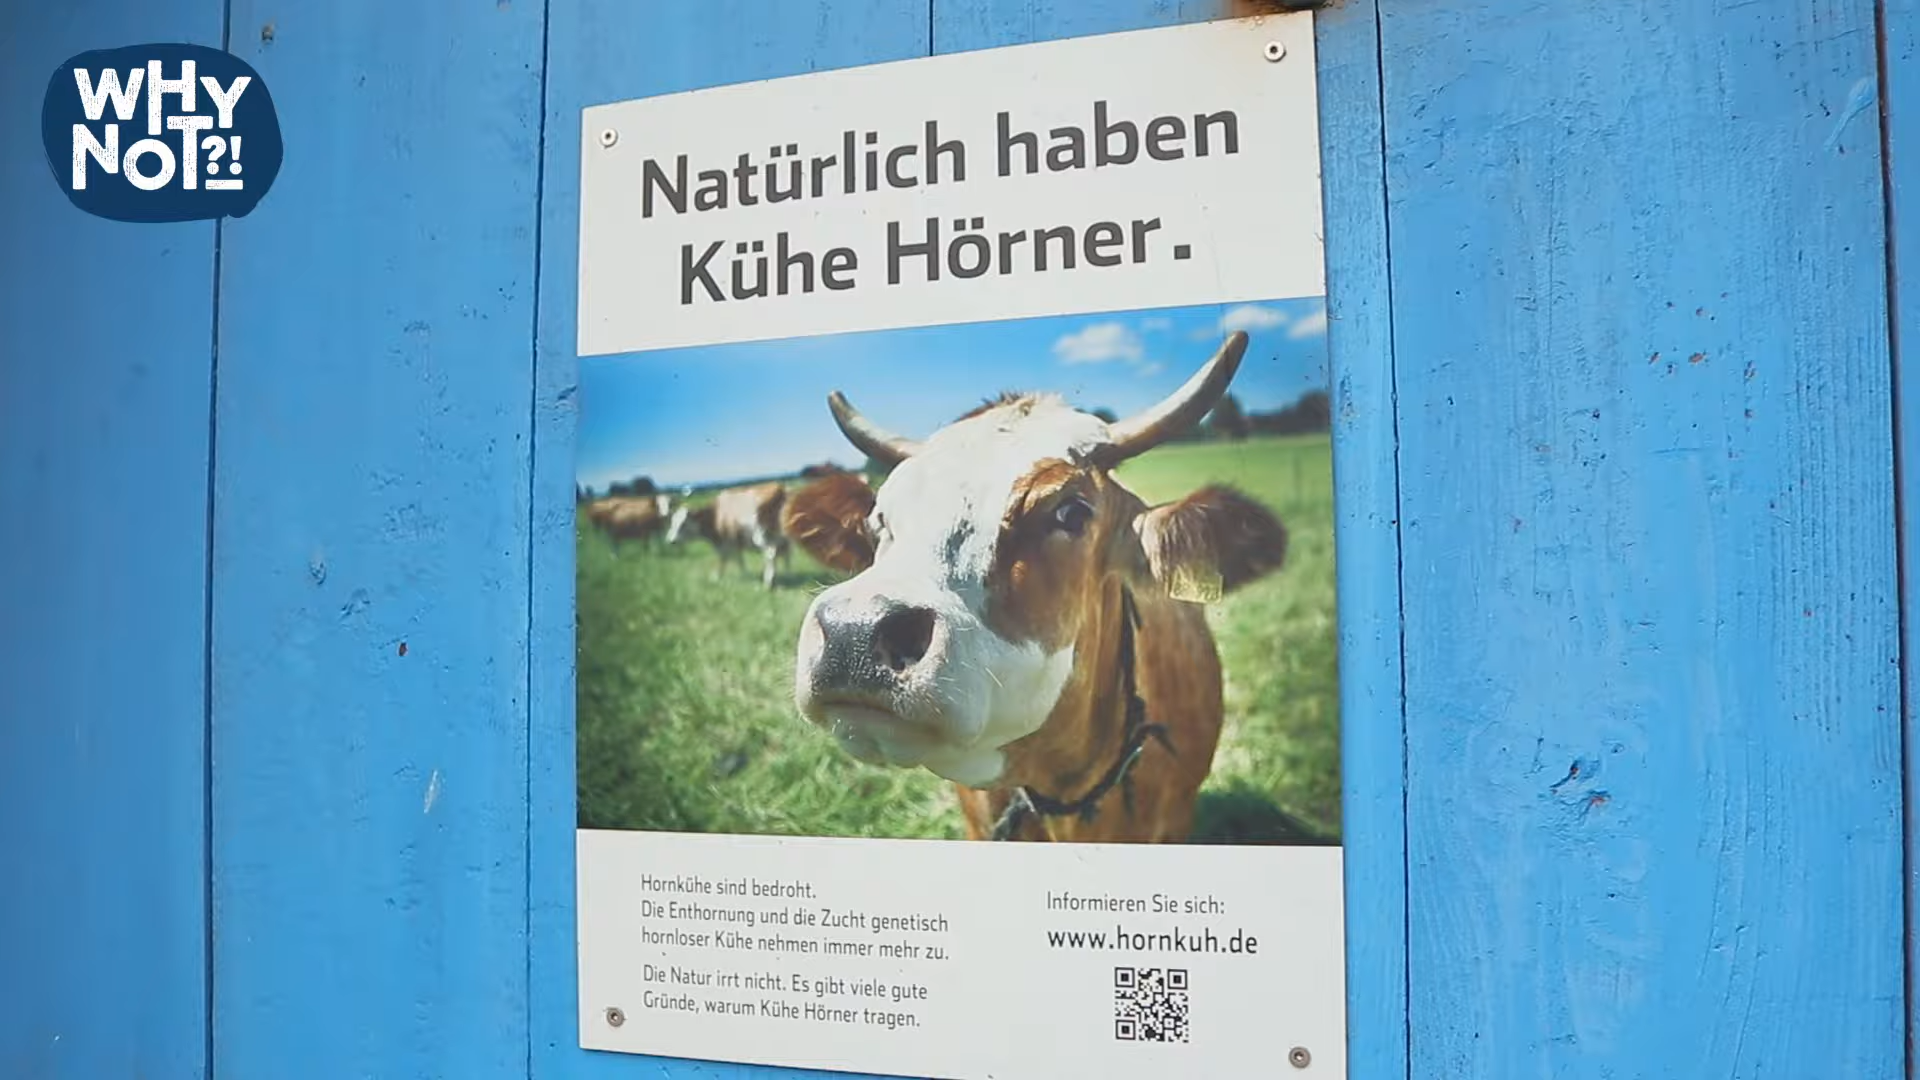 WHY
NOT?!
Natürlich haben
Kühe Hörner.
Hornkühe sind bedroht.
Die Enthornung und die Zucht genetisch
hornloser Kühe nehmen immer mehr zu.
Die Natur irrt nicht. Es gibt viele gute
Gründe, warum Kühe Hörner tragen.
Informieren Sie sich:
www.hornkuh.de